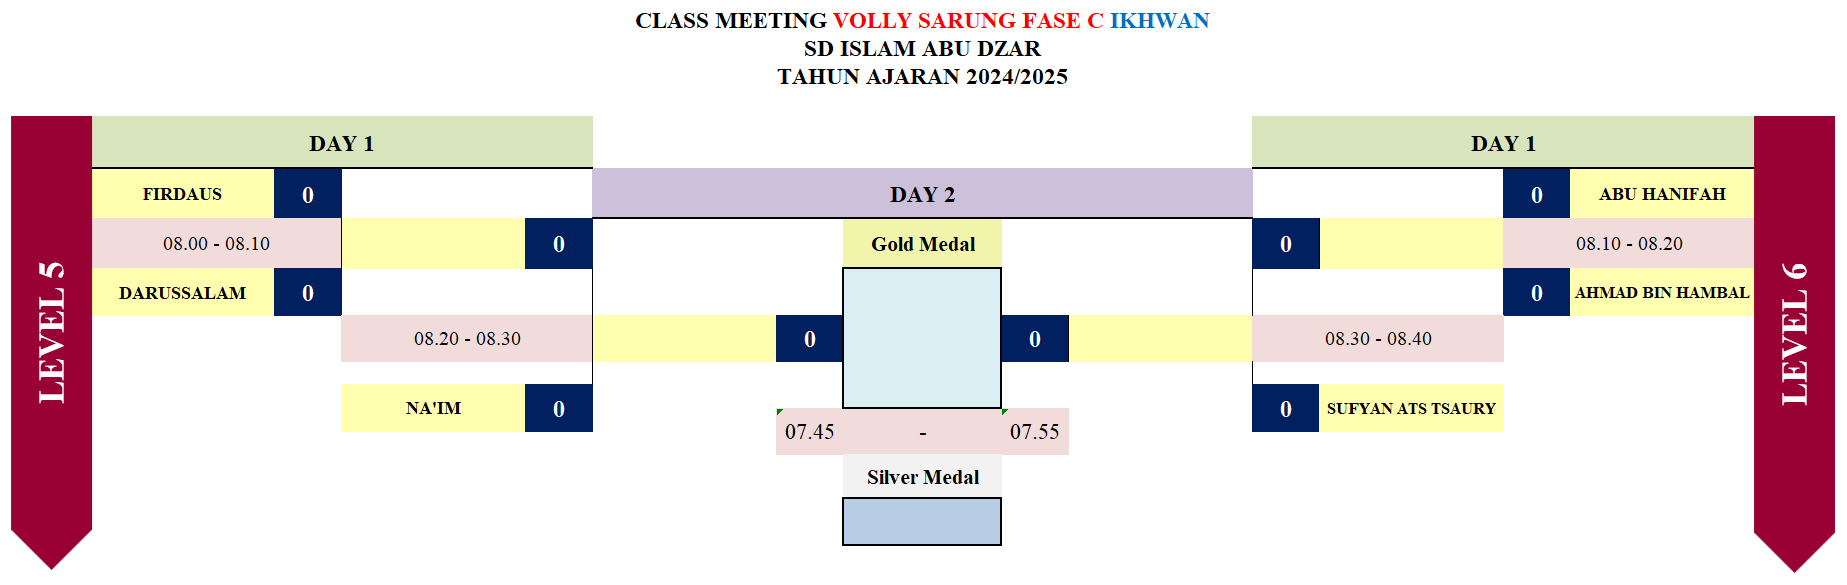 CLASS MEETING VOLLY SARUNG FASE C IKHWAN
SD ISLAM ABU DZAR
TAHUN AJARAN 2024/2025
LEVEL 5
DAY 1
FIRDAUS 0
08.00 - 08.10
DARUSSALAM 0
0
08.20 - 08.30
NA'IM 0
DAY 2
Gold Medal
0 0
07.45 - 07.55
Silver Medal
DAY 1
0 ABU HANIFAH
08.10 - 08.20
0 AHMAD BIN HAMBAL
0
08.30 - 08.40
0 SUFYAN ATS TSAURY
LEVEL 6